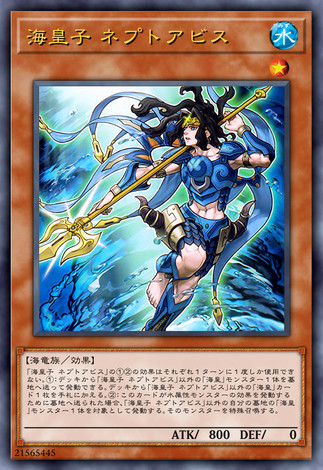 海皇子 ネプトアビス
水
【海竜族／効果】
「海皇子 ネプトアビス」の①②の効果はそれぞれ１ターンに１度しか使用でき
ない。①：デッキから「海皇子 ネプトアビス」以外の「海皇」モンスター１体を墓地
へ送って発動できる。デッキから「海皇子 ネプトアビス」以外の「海皇」カー
ド１枚を手札に加える。②：このカードが水属性モンスターの効果を発動する
ために墓地へ送られた場合、「海皇子 ネプトアビス」以外の自分の墓地の「海
皇」モンスター１体を対象として発動する。そのモンスターを特殊召喚する。
ATK/ 800 DEF/ 0
21565445